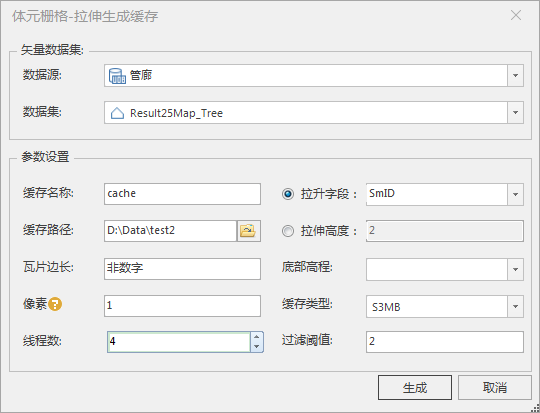 体元栅格-拉伸生成缓存
矢量数据集:
数据源: 管廊
数据集: Result25Map_Tree
参数设置
缓存名称: cache 拉升字段： SmID
缓存路径: D:\Data\test2 拉伸高度： 2
瓦片边长: 非数字 底部高程:
像素 ? 1 缓存类型: S3MB
线程数: 4 过滤阈值: 2
生成 取消